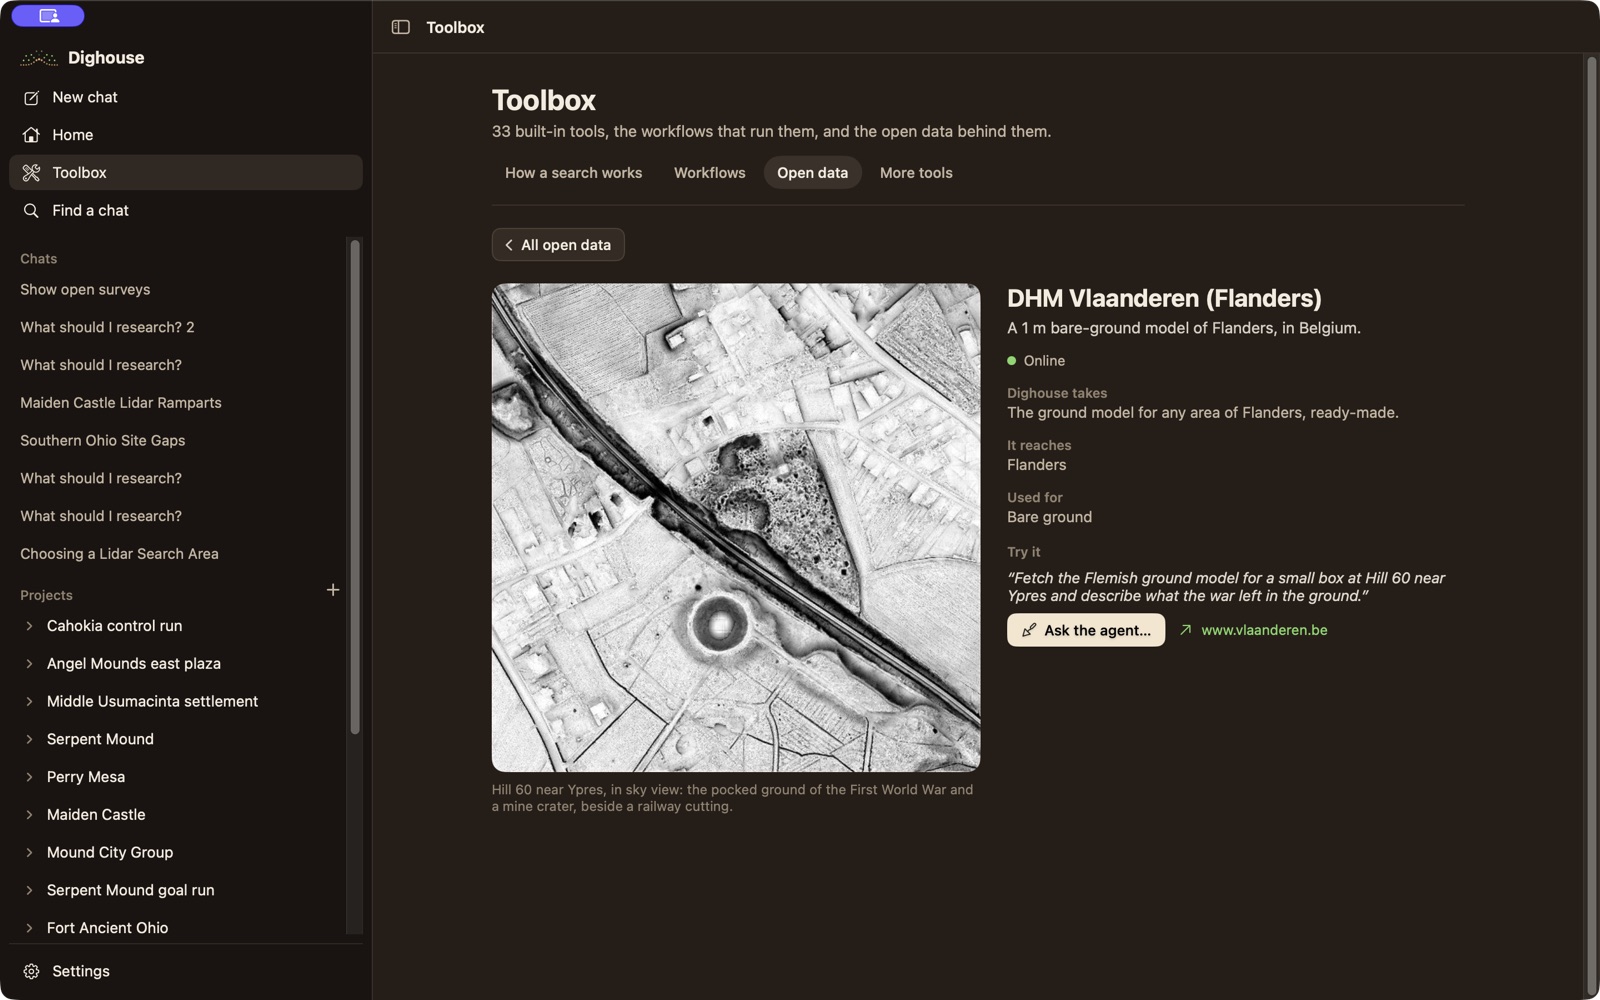 Dighouse
New chat
Home
Toolbox
Find a chat
Chats
Show open surveys
What should I research? 2
What should I research?
Maiden Castle Lidar Ramparts
Southern Ohio Site Gaps
What should I research?
What should I research?
Choosing a Lidar Search Area
Projects
Cahokia control run
Angel Mounds east plaza
Middle Usumacinta settlement
Serpent Mound
Perry Mesa
Maiden Castle
Mound City Group
Serpent Mound goal run
Fort Ancient Ohio
Settings
Toolbox
Toolbox
33 built-in tools, the workflows that run them, and the open data behind them.
How a search works
Workflows
Open data
More tools
All open data
Hill 60 near Ypres, in sky view: the pocked ground of the First World War and
a mine crater, beside a railway cutting.
DHM Vlaanderen (Flanders)
A 1 m bare-ground model of Flanders, in Belgium.
Online
Dighouse takes
The ground model for any area of Flanders, ready-made.
It reaches
Flanders
Used for
Bare ground
Try it
“Fetch the Flemish ground model for a small box at Hill 60 near
Ypres and describe what the war left in the ground.”
Ask the agent...
www.vlaanderen.be